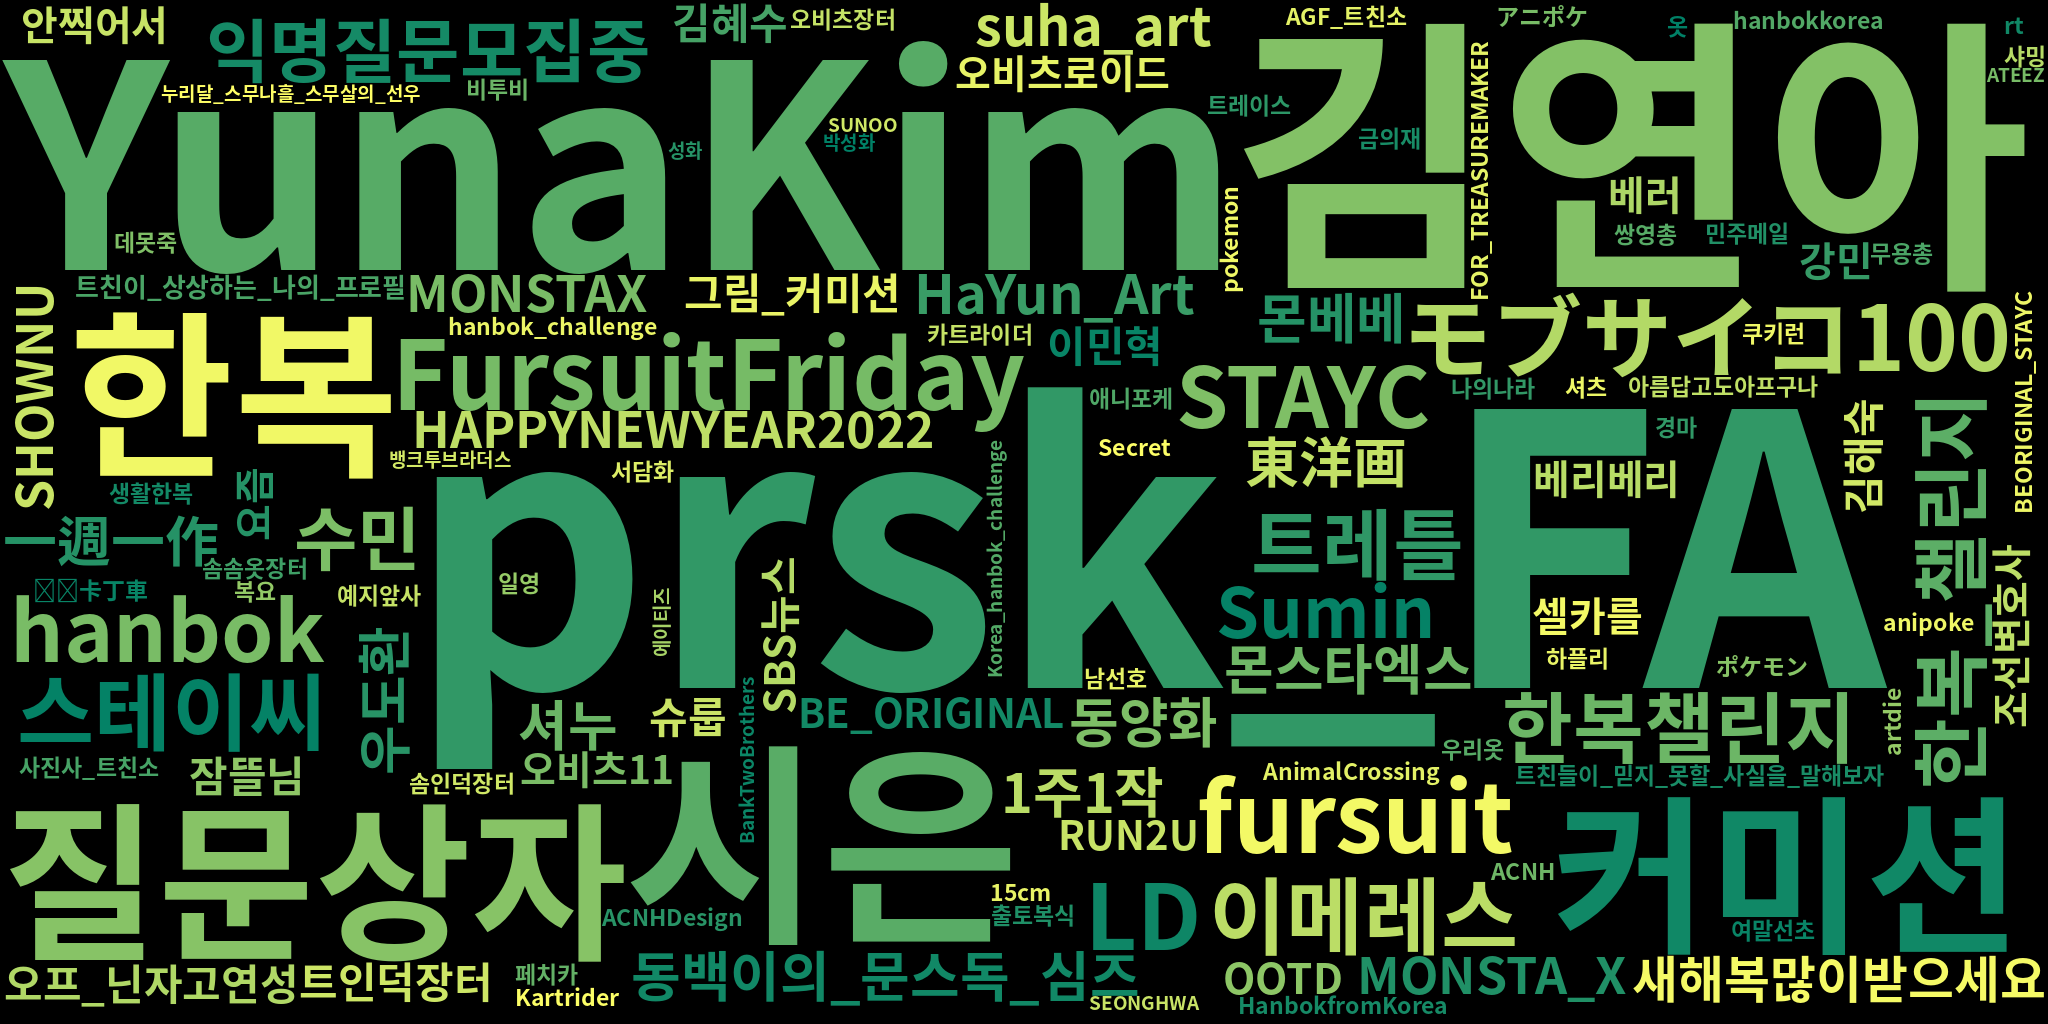 안찍어서
익명질문모집중
김혜수
오비츠장터
suha_art
AGF_트친소
アニポケ
옷
hanbokkorea
rt
샤밍
ATEEZ
오비츠로이드
누리달_스무나흘_스무살의_선우
비투비
YunaKim
김연아
SUNOO
박성화
성화
트레이스
금의재
FOR_TREASUREMAKER
베러
쌍영총
민주메일
강민
무용총
pokemon
데못죽
트친이_상상하는_나의_프로필
MONSTAX
그림_커미션
HaYun_Art
몬베베
モブサイコ100
쿠키런
BEORIGINAL_STAYC
SHOWNU
한복
hanbok_challenge
FursuitFriday
카트라이더
이민혁
STAYC
애니포케
나의나라
셔츠
아름답고도아프구나
HAPPYNEWYEAR2022
뱅크투브라더스
서담화
Secret
東洋画
경마
베리베리
김해숙
한복_챌린지
생활한복
요즘
prsk_FA
Korea_hanbok_challenge
一週一作
수민
솜솜옷장터
트레틀
卡丁車
복요
예지앞사
일영
에이티즈
SBS뉴스
Sumin
셀카를
anipoke
조선변호사
hanbok
우도환
몬스타엑스
하플리
ポケモン
남선호
스테이씨
셔누
슈룹
BankTwoBrothers
BE_ORIGINAL
동양화
한복챌린지
artdie
우리옷
사진사_트친소
잠뜰님
솜인덕장터
오비츠11
AnimalCrossing
트친들이_믿지_못할_사실을_말해보자
질문상자
시은
1주1작
RUN2U
fursuit
커미션
ACNH
15cm
출토복식
ACNHDesign
LD
이메레스
여말선초
오프_닌자고연성
트인덕장터
페치카
Kartrider
동백이의_문스독_심즈
SEONGHWA
OOTD
HanbokfromKorea
MONSTA_X
새해복많이받으세요